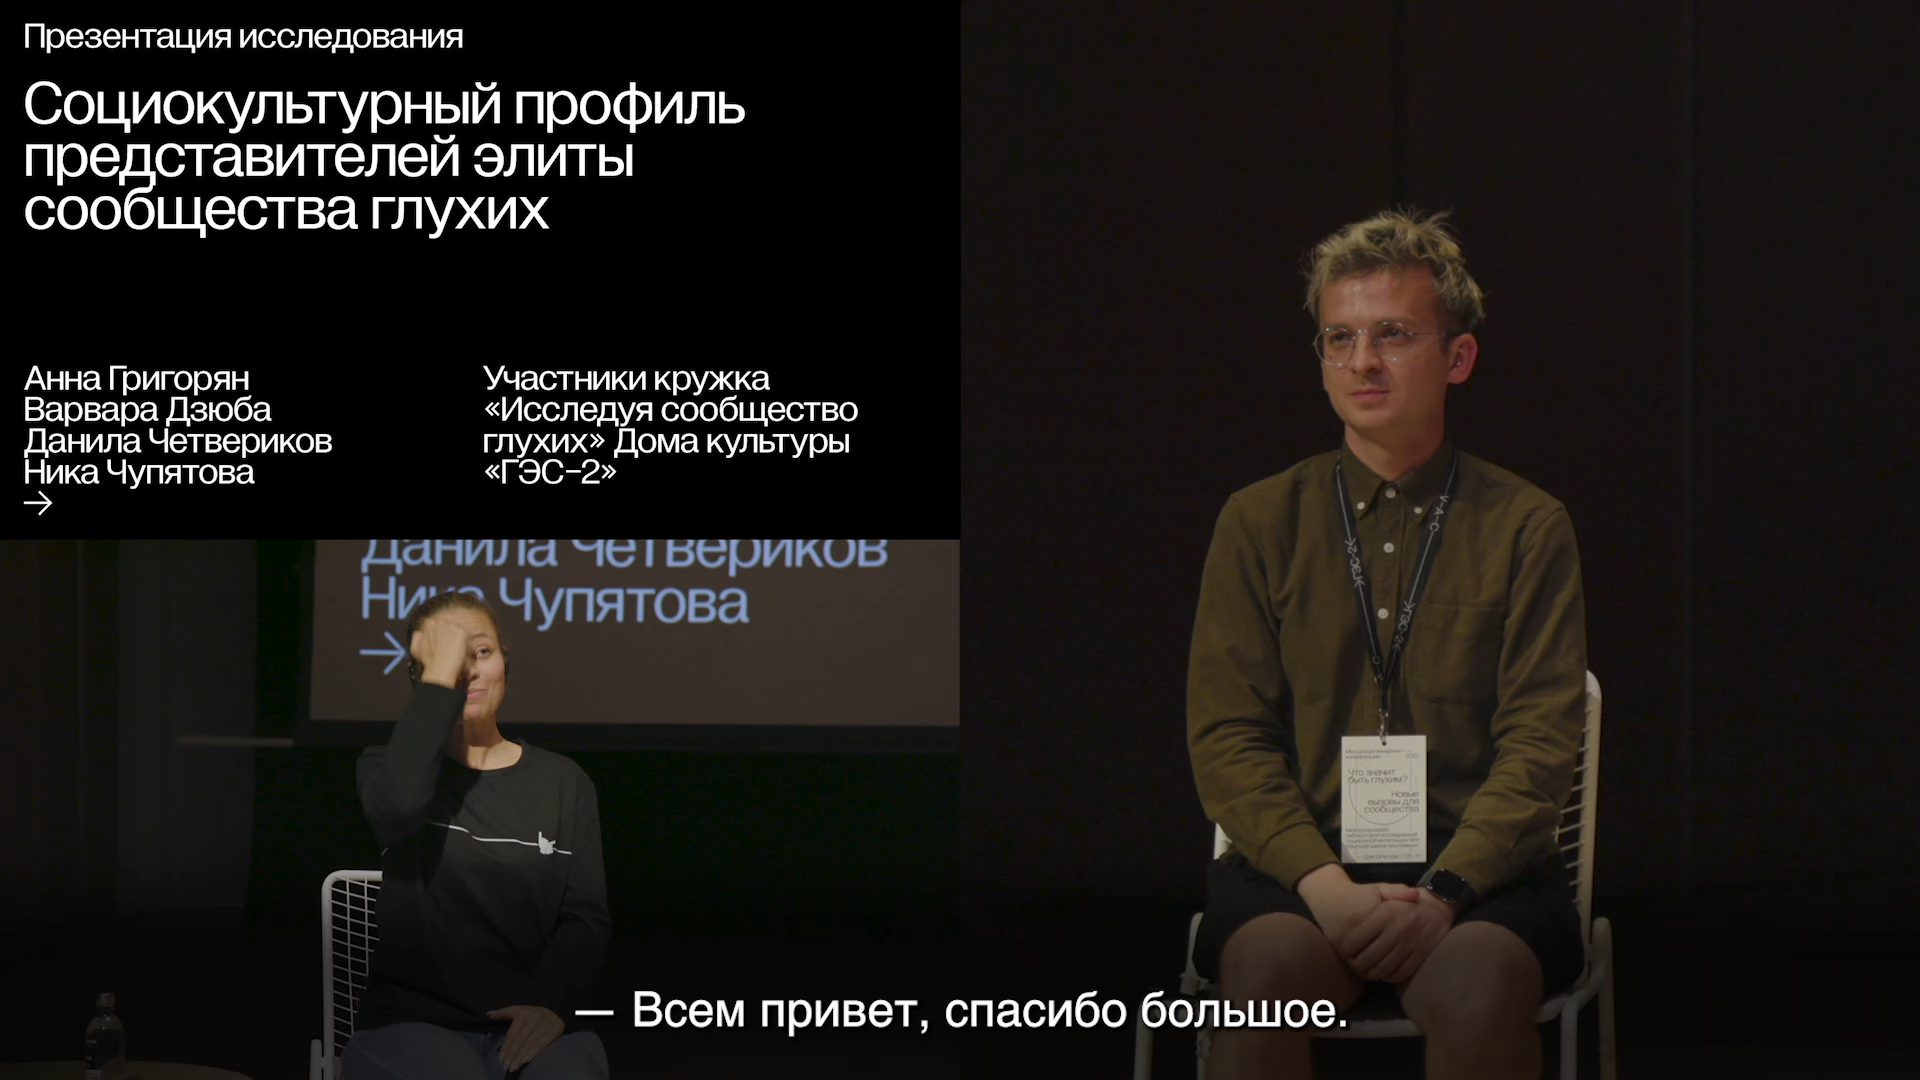 Презентация исследования
Социокультурный профиль
представителей элиты
сообщества глухих
Анна Григорян
Варвара Дзюба
Данила Четвериков
Ника Чупятова
→
Участники кружка
«Исследуя сообщество
глухих» Дома культуры
«ГЭС–2»
Данила Четвериков
Ника Чупятова
→
V–A–C
Что значит
быть глухим?
Новые
вызовы для
сообщества
— Всем привет, спасибо большое.